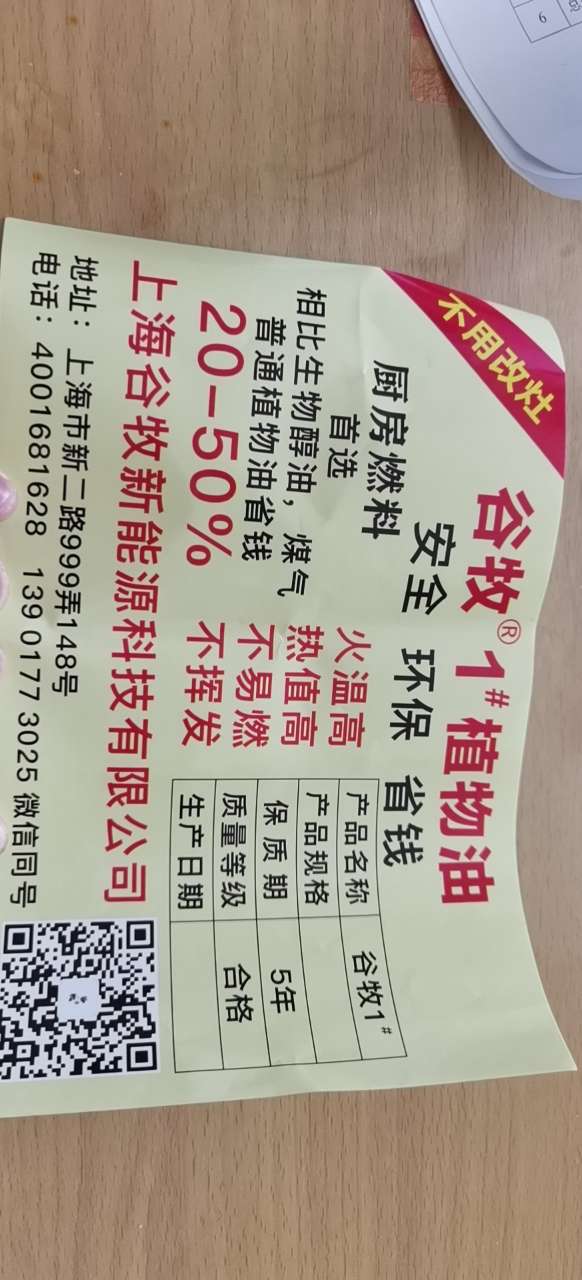 不用改灶
谷牧® 1#植物油
安全 环保 省钱
厨房燃料
首选
相比生物醇油，煤气
普通植物油省钱
20-50%
火温高
热值高
不易燃
不挥发
产品名称 谷牧1#
产品规格
保质期 5年
质量等级 合格
生产日期
上海谷牧新能源科技有限公司
地址：上海市新二路999弄148号
电话：4001681628 139 0177 3025 微信同号
6